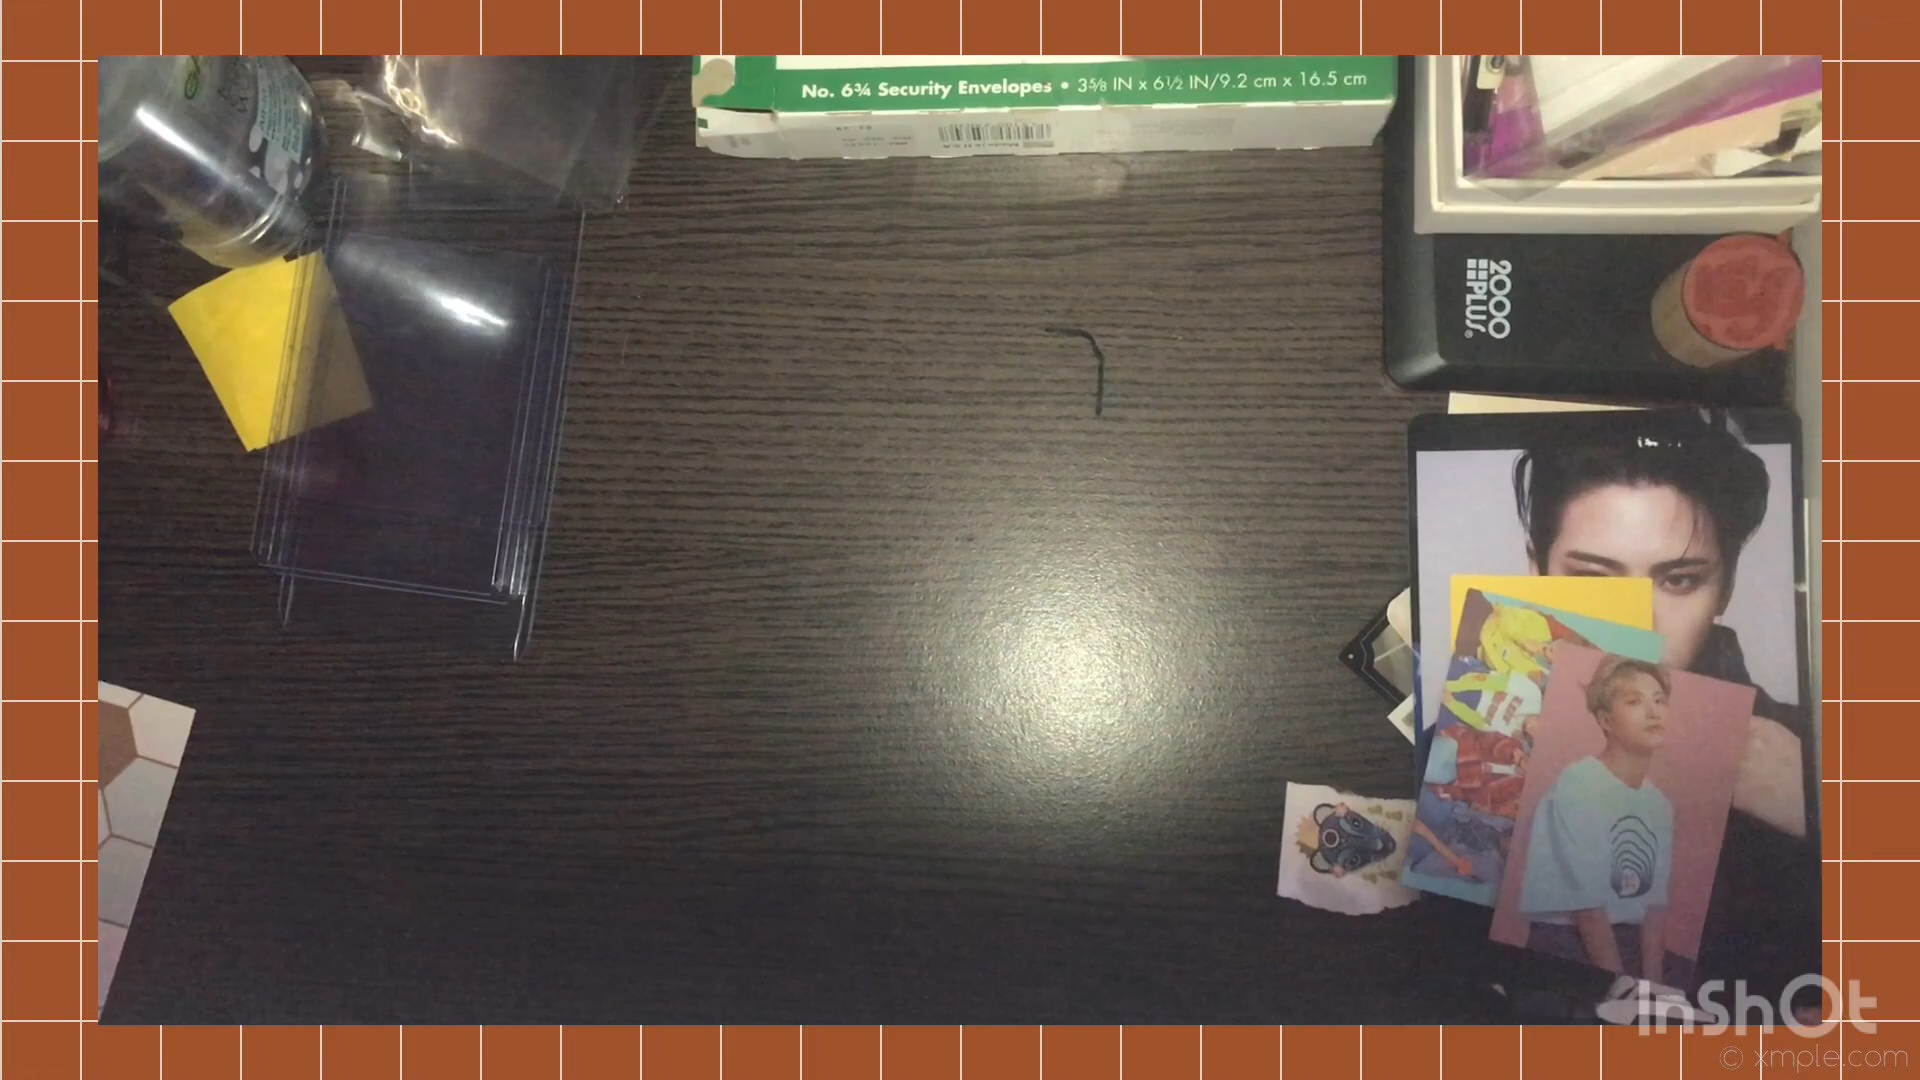 No. 6¾ Security Envelopes • 3⅝ IN x 6½ IN/9.2 cm x 16.5 cm
2000
PLUS®
InShOt
© xmple.com